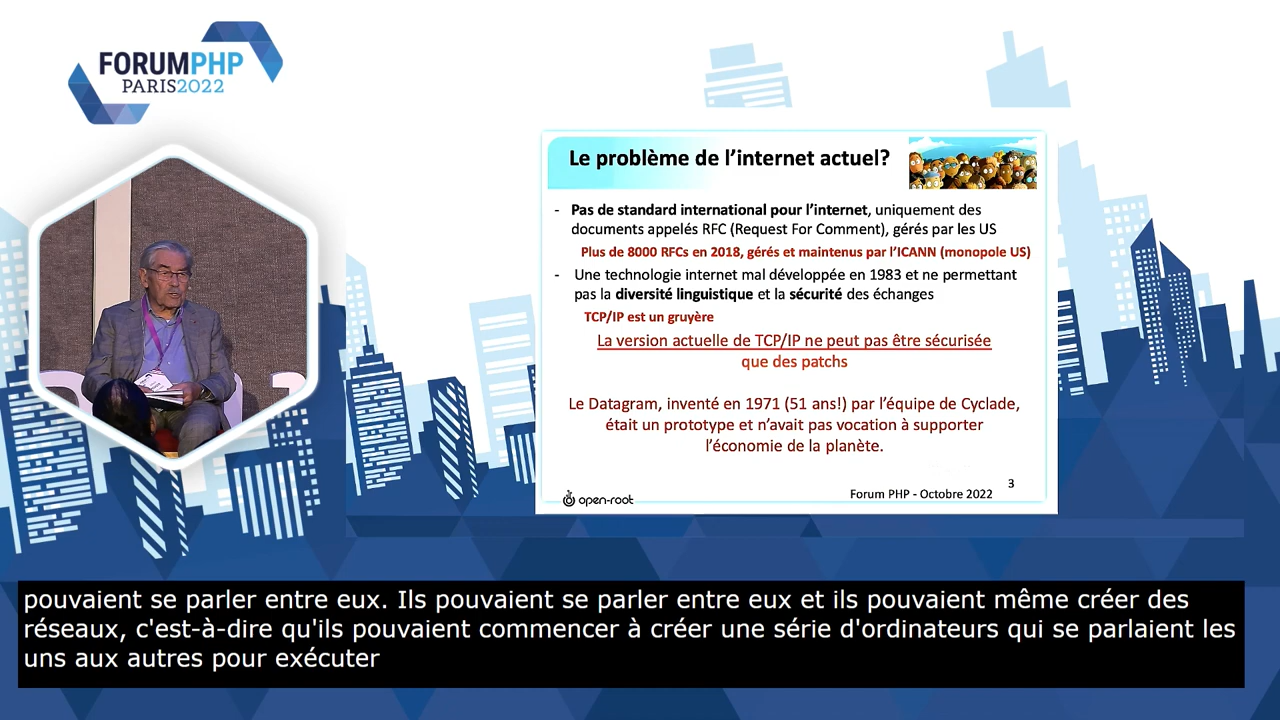 FORUMPHP
PARIS2022
Le problème de l'internet actuel?
- Pas de standard international pour l'internet, uniquement des
documents appelés RFC (Request For Comment), gérés par les US
Plus de 8000 RFCs en 2018, gérés et maintenus par l'ICANN (monopole US)
- Une technologie internet mal développée en 1983 et ne permettant
pas la diversité linguistique et la sécurité des échanges
TCP/IP est un gruyère
La version actuelle de TCP/IP ne peut pas être sécurisée
que des patchs
Le Datagram, inventé en 1971 (51 ans!) par l'équipe de Cyclade,
était un prototype et n'avait pas vocation à supporter
l'économie de la planète.
open-root
Forum PHP - Octobre 2022
3
pouvaient se parler entre eux. Ils pouvaient se parler entre eux et ils pouvaient même créer des
réseaux, c'est-à-dire qu'ils pouvaient commencer à créer une série d'ordinateurs qui se parlaient les
uns aux autres pour exécuter